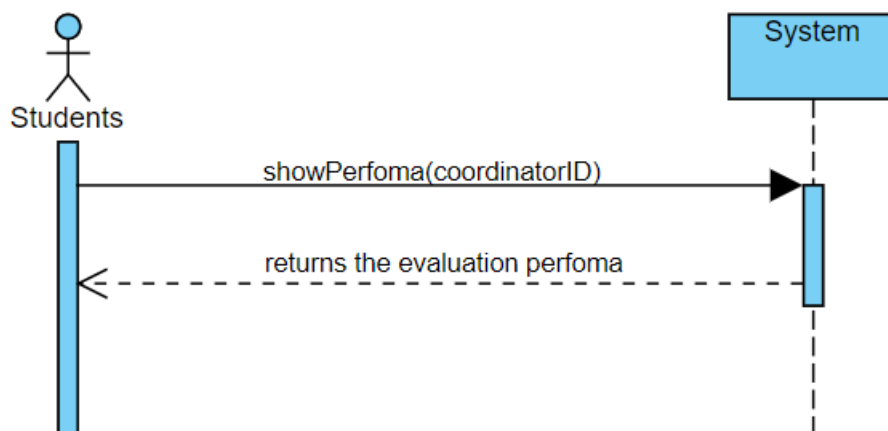 System
Students
showPerfoma(coordinatorID)
returns the evaluation perfoma